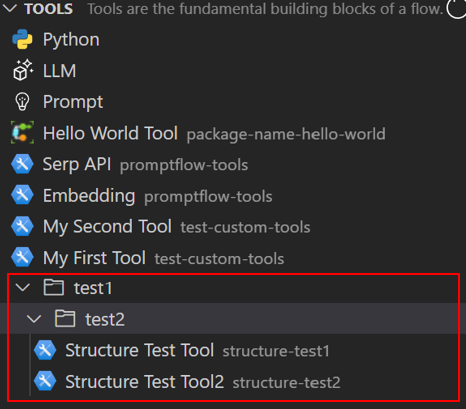 TOOLS Tools are the fundamental building blocks of a flow.
Python
LLM
Prompt
Hello World Tool package-name-hello-world
Serp API promptflow-tools
Embedding promptflow-tools
My Second Tool test-custom-tools
My First Tool test-custom-tools
test1
test2
Structure Test Tool structure-test1
Structure Test Tool2 structure-test2